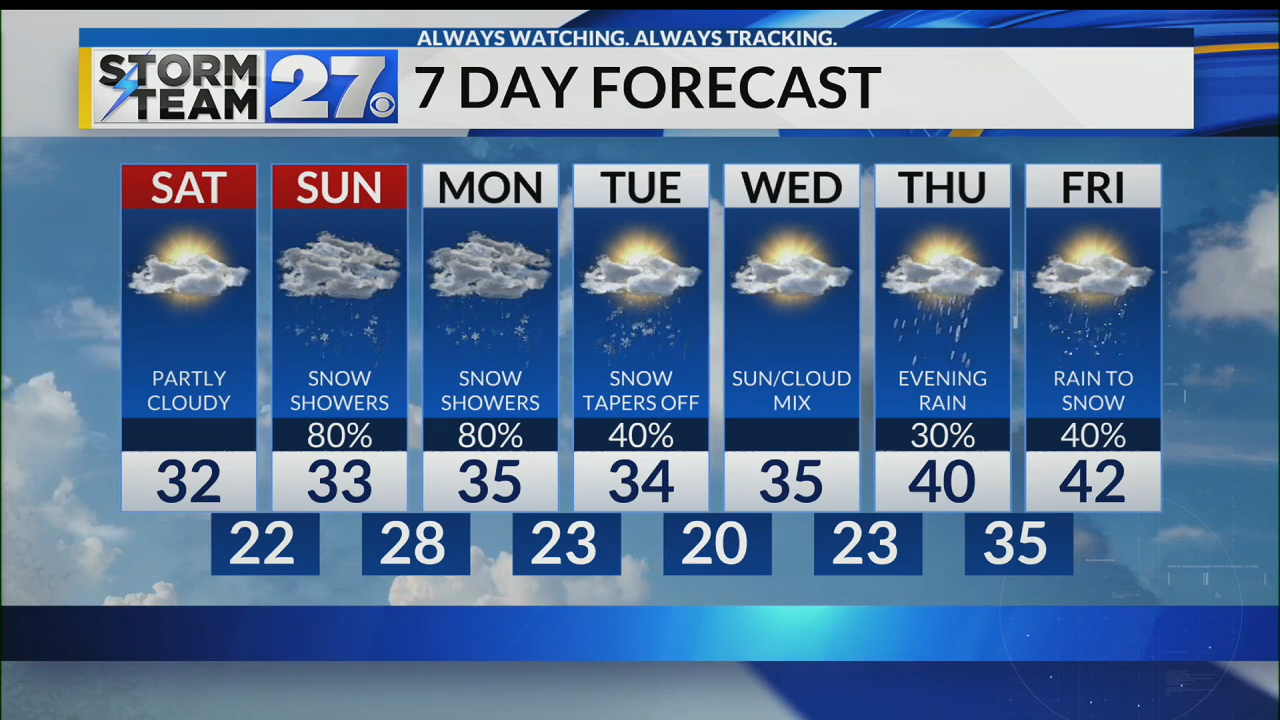 ALWAYS WATCHING. ALWAYS TRACKING.
STORM TEAM 27
7 DAY FORECAST
SAT SUN MON TUE WED THU FRI
PARTLY SNOW SNOW SNOW SUN/CLOUD EVENING RAIN TO
CLOUDY SHOWERS SHOWERS TAPERS OFF MIX RAIN SNOW
80% 80% 40% 30% 40%
32 33 35 34 35 40 42
22 28 23 20 23 35